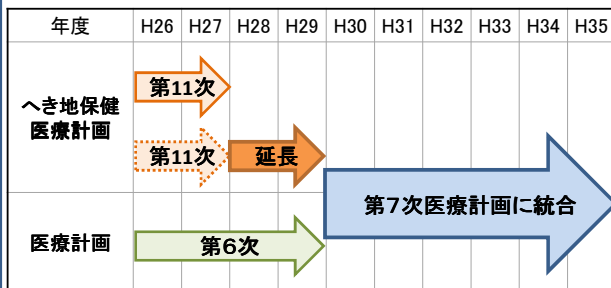 年度 H26 H27 H28 H29 H30 H31 H32 H33 H34 H35
へき地保健
医療計画
第11次
第11次 延長
第7次医療計画に統合
医療計画
第6次